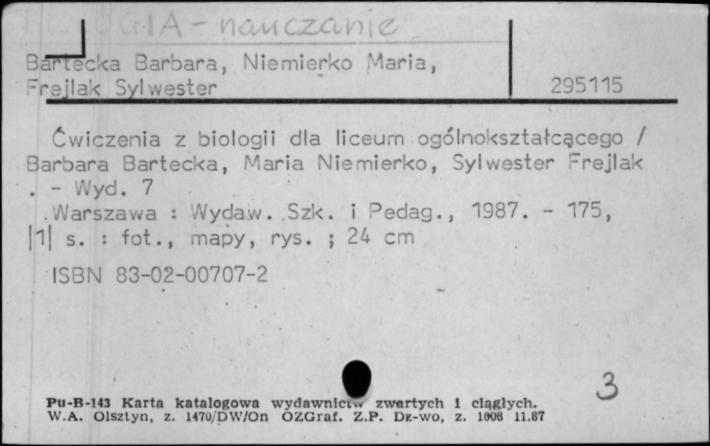 BIOLOGIA - nauczanie
Bartecka Barbara, Niemierko Maria,
Frejlak Sylwester
295115
Ćwiczenia z biologii dla liceum ogólnokształcącego /
Barbara Bartecka, Maria Niemierko, Sylwester Frejlak
. - Wyd. 7
Warszawa : Wydaw. Szk. i Pedag., 1987. - 175,
|1| s. : fot., mapy, rys. ; 24 cm
ISBN 83-02-00707-2
3
Pu-B-143 Karta katalogowa wydawnictw zwartych i ciągłych.
W.A. Olsztyn, z. 1470/DW/On OZGraf. Z.P. Dz-wo, z. 1008 11.87